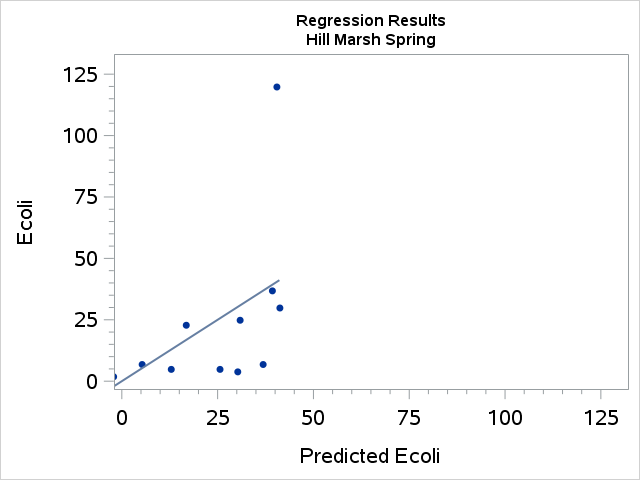 Regression Results
Hill Marsh Spring
125
100
75
50
25
0
Ecoli
0 25 50 75 100 125
Predicted Ecoli